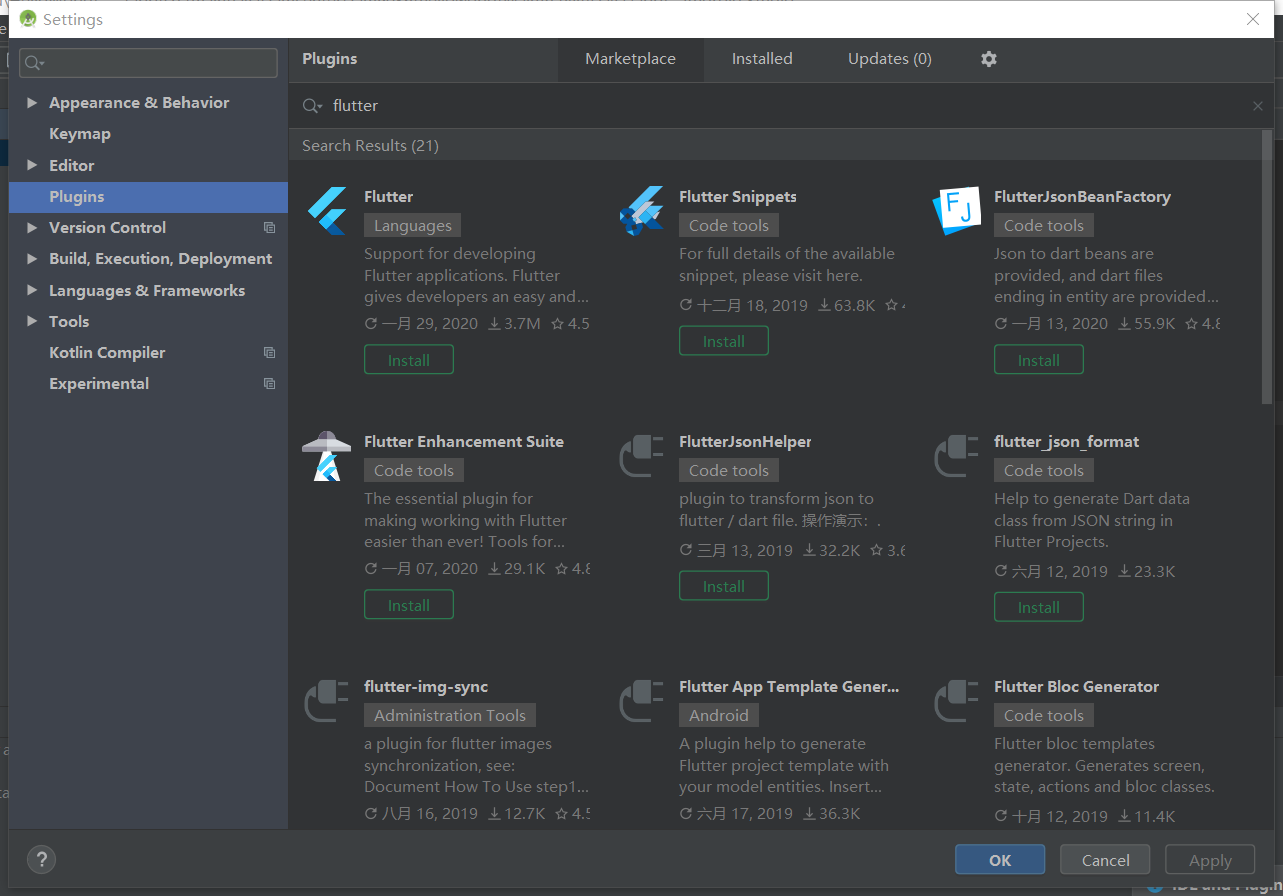 Settings
Plugins
Marketplace
Installed
Updates (0)
Appearance & Behavior
Keymap
Editor
Plugins
Version Control
Build, Execution, Deployment
Languages & Frameworks
Tools
Kotlin Compiler
Experimental
flutter
Search Results (21)
Flutter
Languages
Support for developing
Flutter applications. Flutter
gives developers an easy and...
一月 29, 2020 3.7M 4.5
Install
Flutter Snippets
Code tools
For full details of the available
snippet, please visit here.
十二月 18, 2019 63.8K
Install
FlutterJsonBeanFactory
Code tools
Json to dart beans are
provided, and dart files
ending in entity are provided...
一月 13, 2020 55.9K 4.8
Install
Flutter Enhancement Suite
Code tools
The essential plugin for
making working with Flutter
easier than ever! Tools for...
一月 07, 2020 29.1K 4.8
Install
FlutterJsonHelper
Code tools
plugin to transform json to
flutter / dart file. 操作演示：.
三月 13, 2019 32.2K 3.6
Install
flutter_json_format
Code tools
Help to generate Dart data
class from JSON string in
Flutter Projects.
六月 12, 2019 23.3K
Install
flutter-img-sync
Administration Tools
a plugin for flutter images
synchronization, see:
Document How To Use step1...
八月 16, 2019 12.7K 4.5
Flutter App Template Gener...
Android
A plugin help to generate
Flutter project template with
your model entities. Insert...
六月 17, 2019 36.3K
Flutter Bloc Generator
Code tools
Flutter bloc templates
generator. Generates screen,
state, actions and bloc classes.
十月 12, 2019 11.4K
?
OK
Cancel
Apply
IDE and Plugin